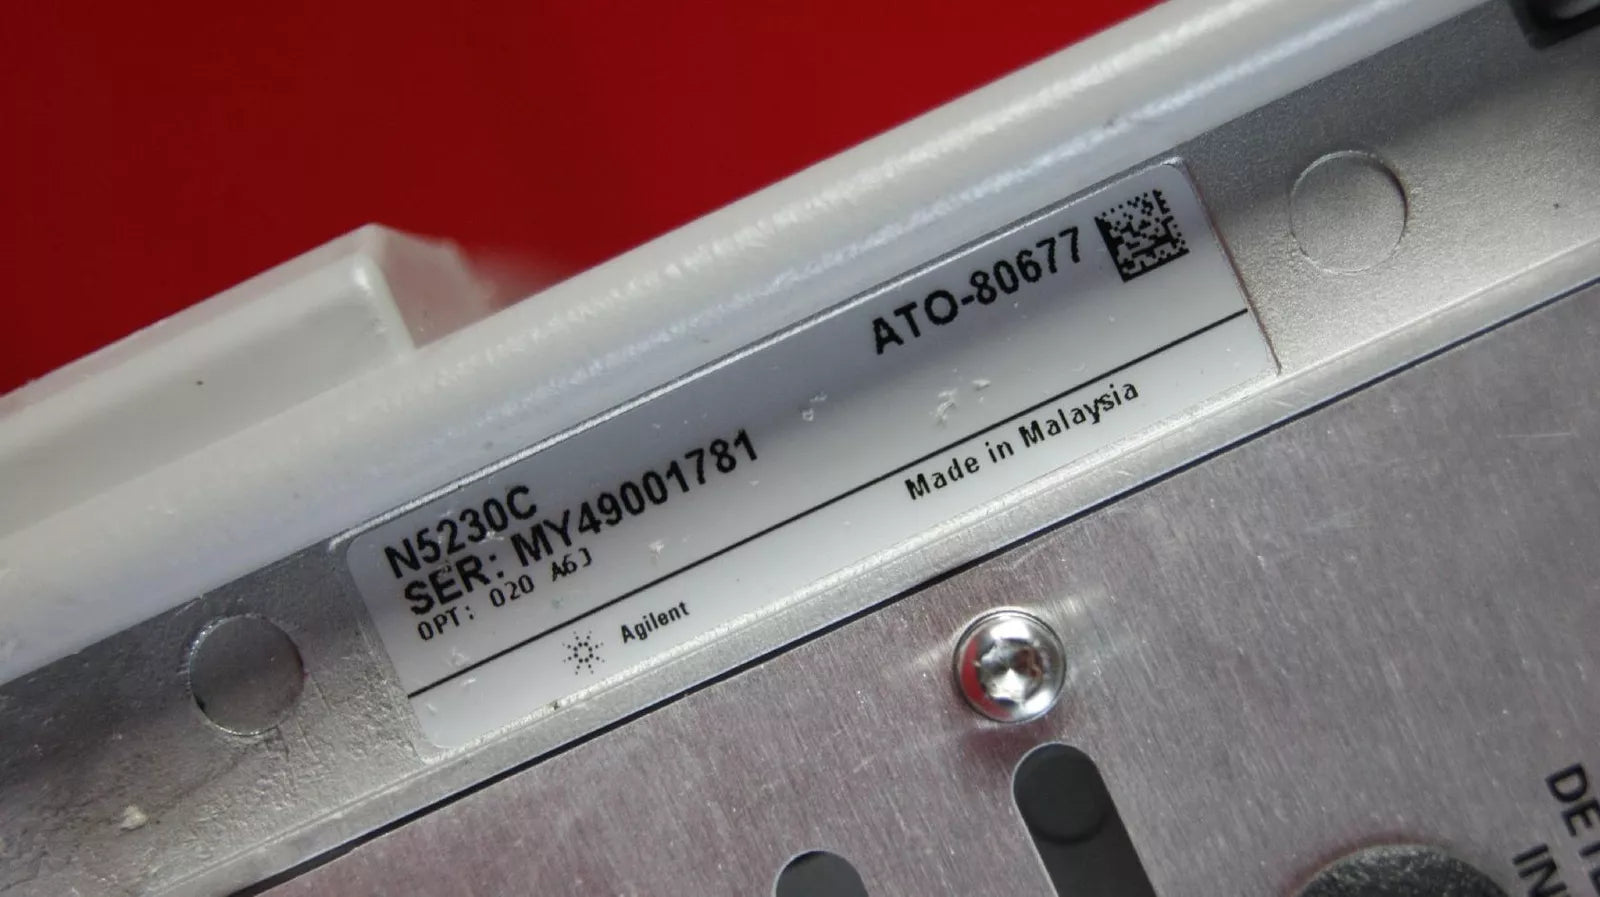 ATO-80677
N5230C
SER: MY49001781
OPT: 020 A6J
Made in Malaysia
Agilent